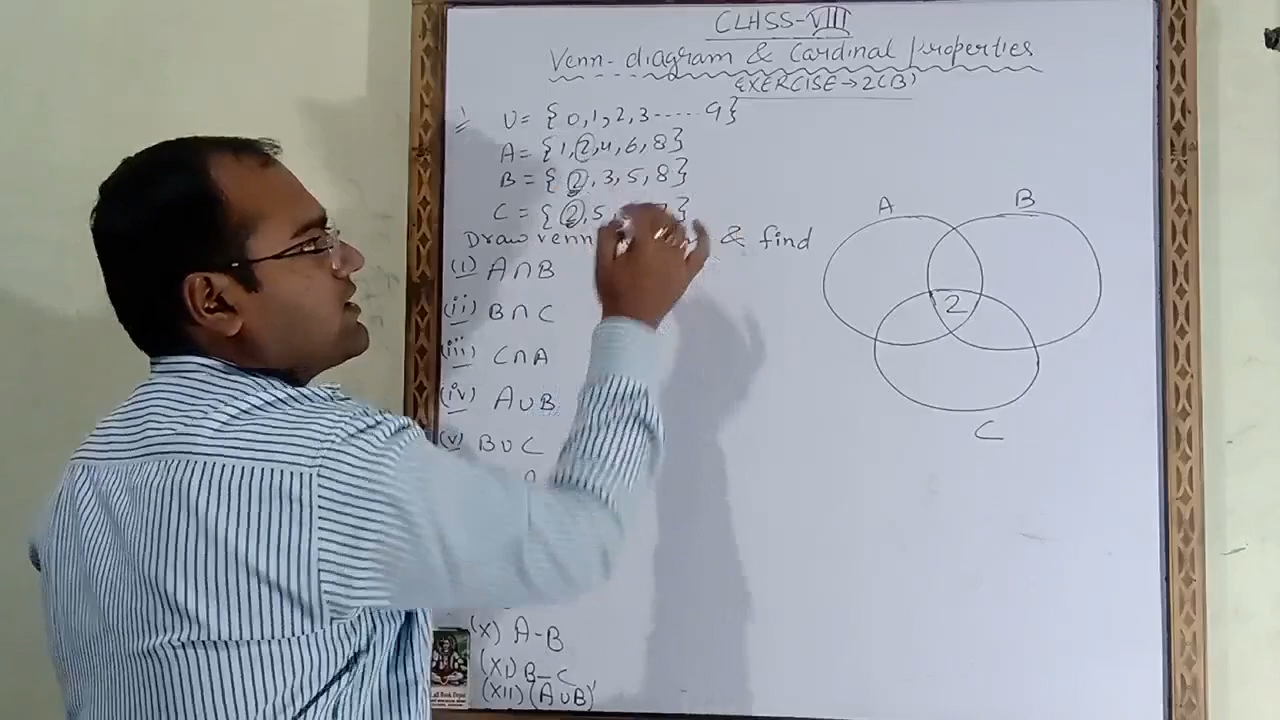 CLASS-VIII
Venn-diagram & Cardinal Properties
EXERCISE→2(B)
1 U= {0,1,2,3-----9}
A= {1,2,4,6,8}
B= {2,3,5,8}
C = {2,5
Draw venn & find
(i) A∩B
(ii) B∩C
(iii) C∩A
(iv) A∪B
(v) B∪C
(X) A-B
(XI) B-C
(XII) (A∪B)'
A
B
2
C